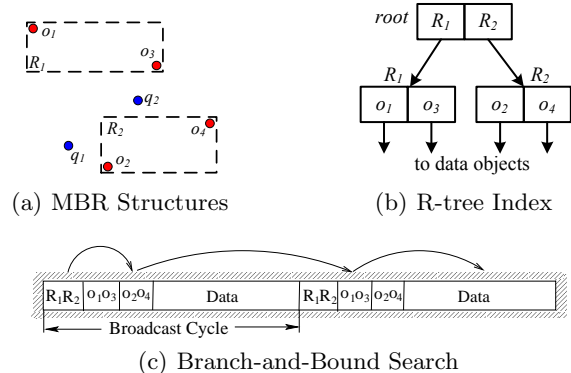 o1
R1
o3
q2
R2
o4
q1
o2
(a) MBR Structures
root R1 R2
R1 R2
o1 o3 o2 o4
to data objects
(b) R-tree Index
R1R2 o1o3 o2o4 Data R1R2 o1o3 o2o4 Data
Broadcast Cycle
(c) Branch-and-Bound Search